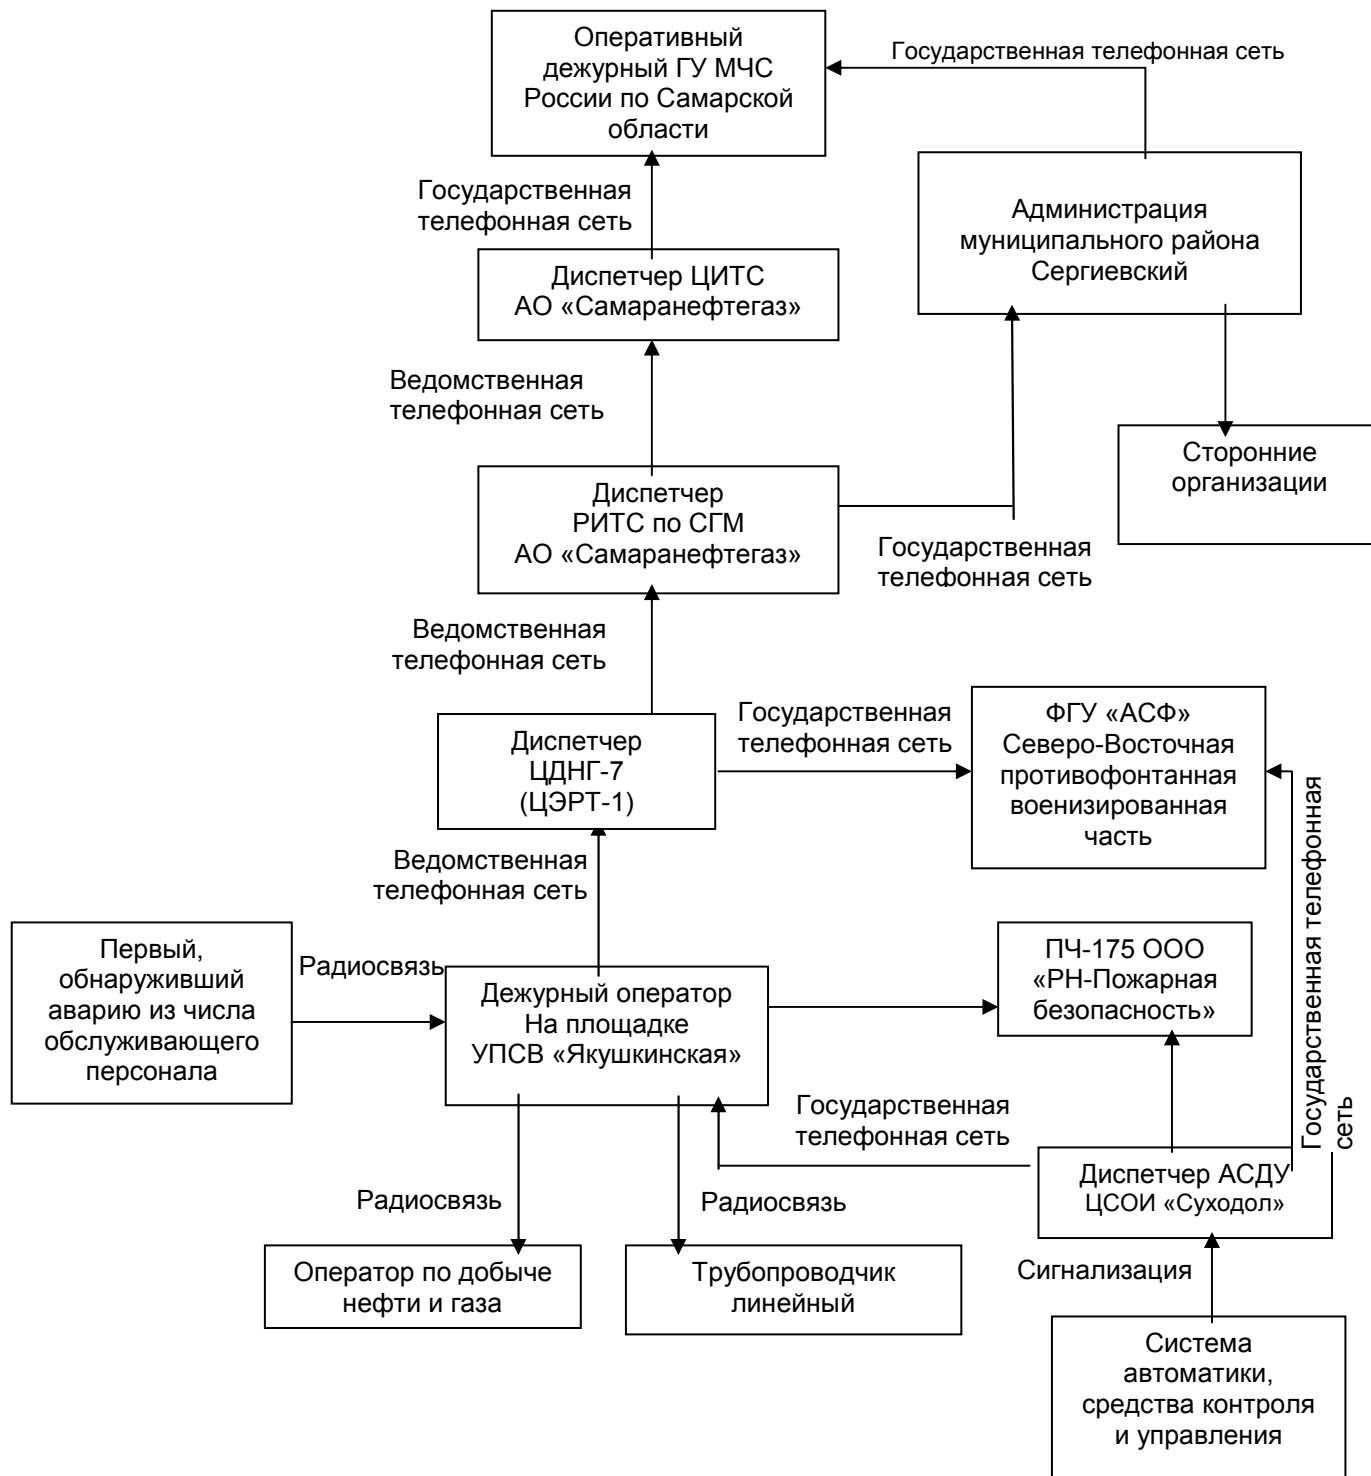 Оперативный
дежурный ГУ МЧС
России по Самарской
области
Государственная телефонная сеть
Государственная
телефонная сеть
Администрация
муниципального района
Сергиевский
Диспетчер ЦИТС
АО «Самаранефтегаз»
Ведомственная
телефонная сеть
Сторонние
организации
Диспетчер
РИТС по СГМ
АО «Самаранефтегаз»
Государственная
телефонная сеть
Ведомственная
телефонная сеть
Диспетчер
ЦДНГ-7
(ЦЭРТ-1)
Государственная
телефонная сеть
ФГУ «АСФ»
Северо-Восточная
противофонтанная
военизированная
часть
Государственная телефонная
сеть
Ведомственная
телефонная сеть
Первый,
обнаруживший
аварию из числа
обслуживающего
персонала
Радиосвязь
Дежурный оператор
На площадке
УПСВ «Якушкинская»
ПЧ-175 ООО
«РН-Пожарная
безопасность»
Государственная
телефонная сеть
Диспетчер АСДУ
ЦСОИ «Суходол»
Радиосвязь
Радиосвязь
Оператор по добыче
нефти и газа
Трубопроводчик
линейный
Сигнализация
Система
автоматики,
средства контроля
и управления